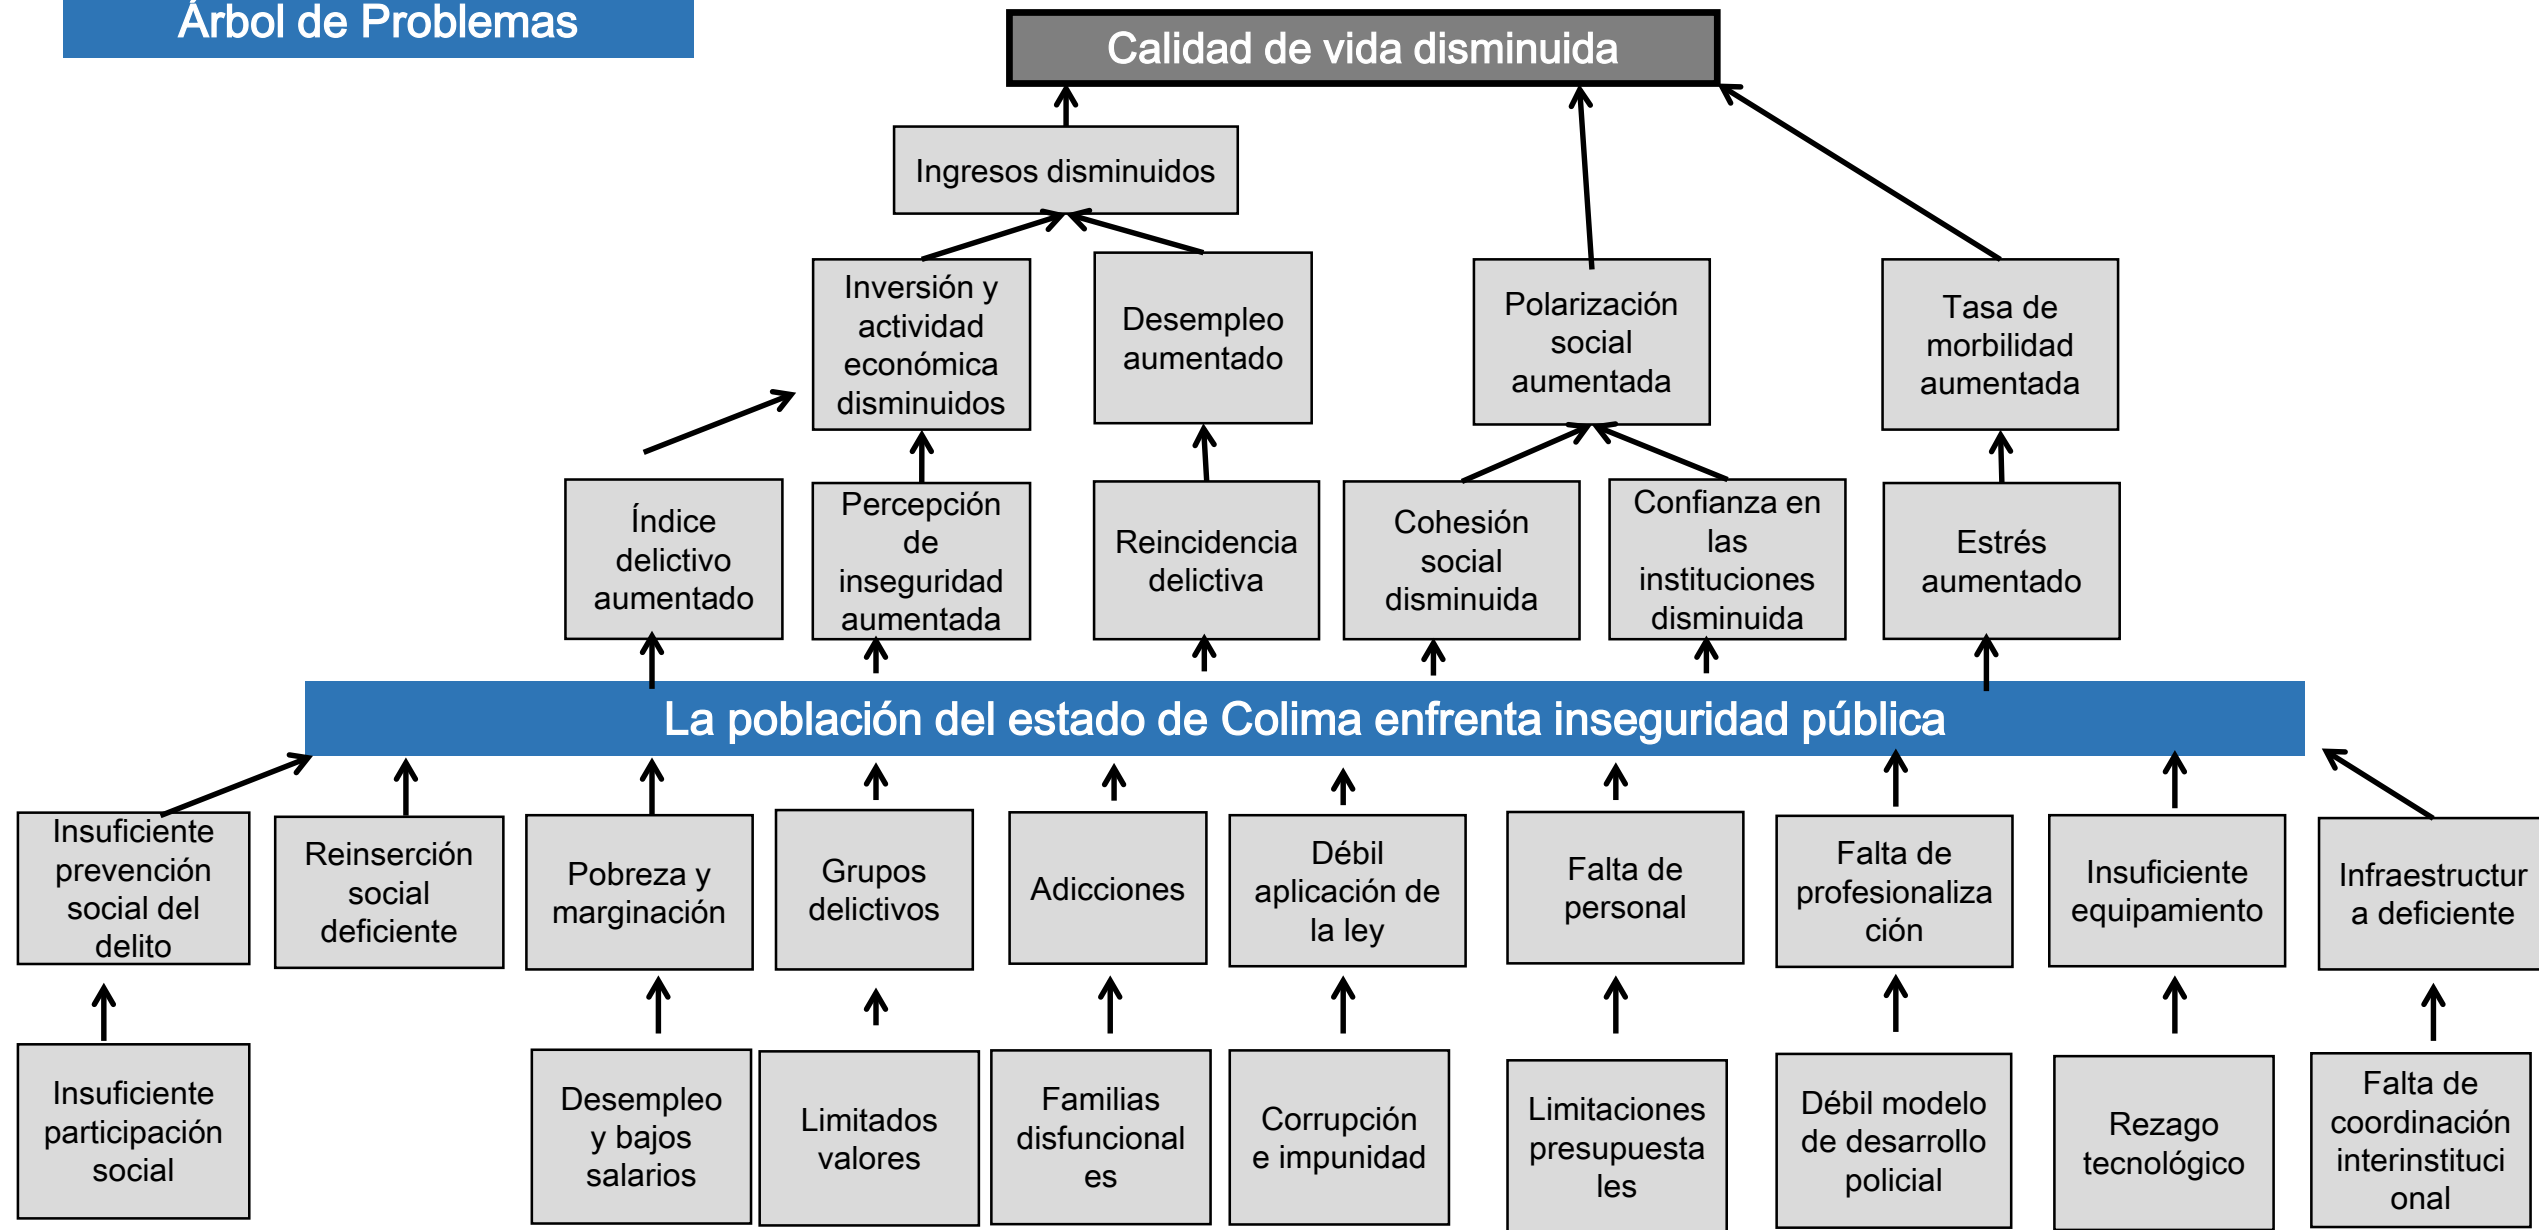 Árbol de Problemas
Calidad de vida disminuida
Ingresos disminuidos
Inversión y
actividad
económica
disminuidos
Desempleo
aumentado
Polarización
social
aumentada
Tasa de
morbilidad
aumentada
Índice
delictivo
aumentado
Percepción
de
inseguridad
aumentada
Reincidencia
delictiva
Cohesión
social
disminuida
Confianza en
las
instituciones
disminuida
Estrés
aumentado
La población del estado de Colima enfrenta inseguridad pública
Insuficiente
prevención
social del
delito
Reinserción
social
deficiente
Pobreza y
marginación
Grupos
delictivos
Adicciones
Débil
aplicación de
la ley
Falta de
personal
Falta de
profesionaliza
ción
Insuficiente
equipamiento
Infraestructur
a deficiente
Insuficiente
participación
social
Desempleo
y bajos
salarios
Limitados
valores
Familias
disfuncional
es
Corrupción
e impunidad
Limitaciones
presupuesta
les
Débil modelo
de desarrollo
policial
Rezago
tecnológico
Falta de
coordinación
interinstituci
onal